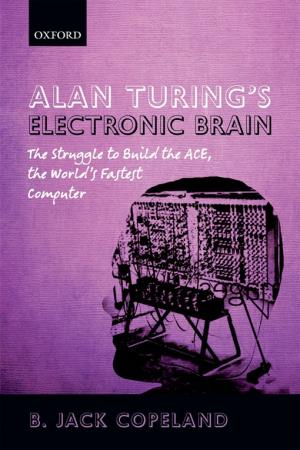 OXFORD
ALAN TURING'S
ELECTRONIC BRAIN
The Struggle to Build the ACE,
the World's Fastest
Computer
B. JACK COPELAND